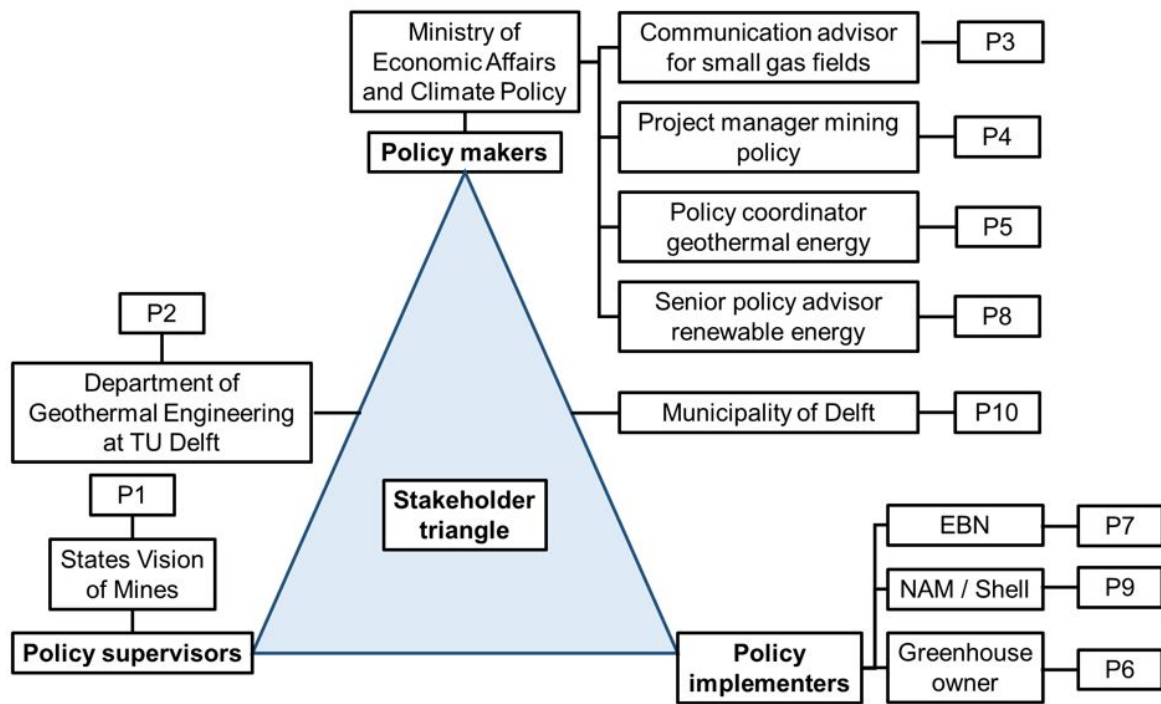 Ministry of
Economic Affairs
and Climate Policy
Policy makers
Communication advisor
for small gas fields
P3
Project manager mining
policy
P4
Policy coordinator
geothermal energy
P5
Senior policy advisor
renewable energy
P8
P2
Department of
Geothermal Engineering
at TU Delft
Municipality of Delft
P10
P1
States Vision
of Mines
Policy supervisors
Stakeholder
triangle
Policy
implementers
EBN
P7
NAM / Shell
P9
Greenhouse
owner
P6